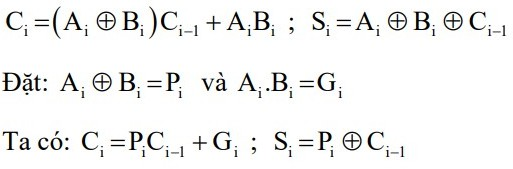 Cᵢ=(Aᵢ ⊕ Bᵢ)Cᵢ₋₁ + AᵢBᵢ ; Sᵢ=Aᵢ ⊕ Bᵢ ⊕ Cᵢ₋₁
Đặt: Aᵢ ⊕ Bᵢ =Pᵢ và Aᵢ.Bᵢ=Gᵢ
Ta có: Cᵢ =PᵢCᵢ₋₁ + Gᵢ ; Sᵢ=Pᵢ ⊕ Cᵢ₋₁